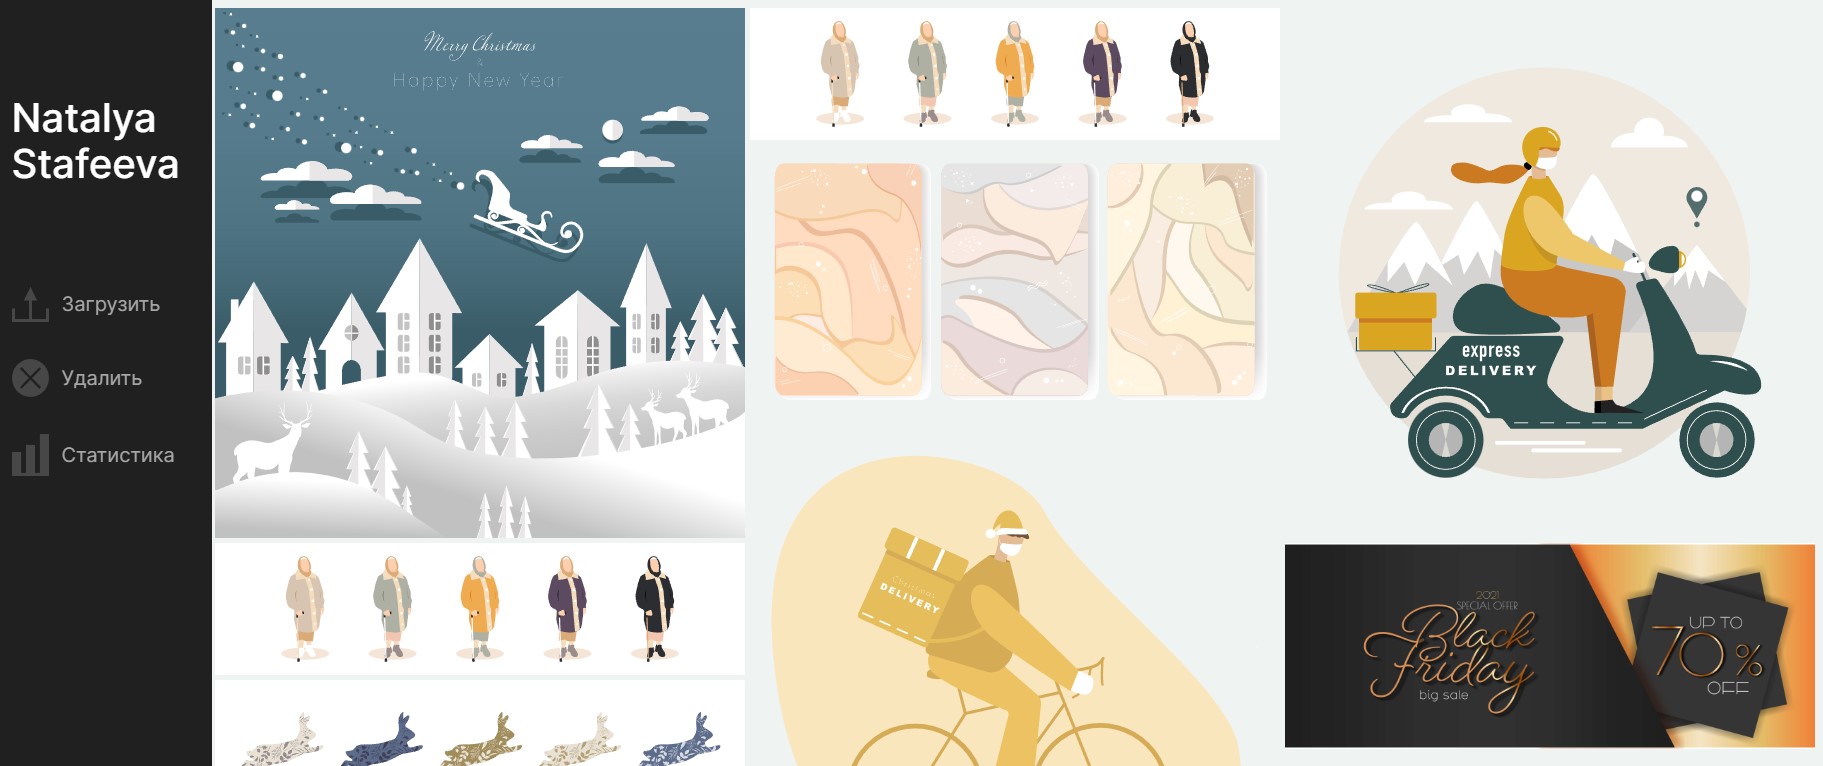 Natalya
Stafeeva
Загрузить
Удалить
Статистика
Merry Christmas
&
Happy New Year
express
DELIVERY
Christmas
DELIVERY
2021
SPECIAL OFFER
Black
Friday
big sale
UP TO
70%
OFF